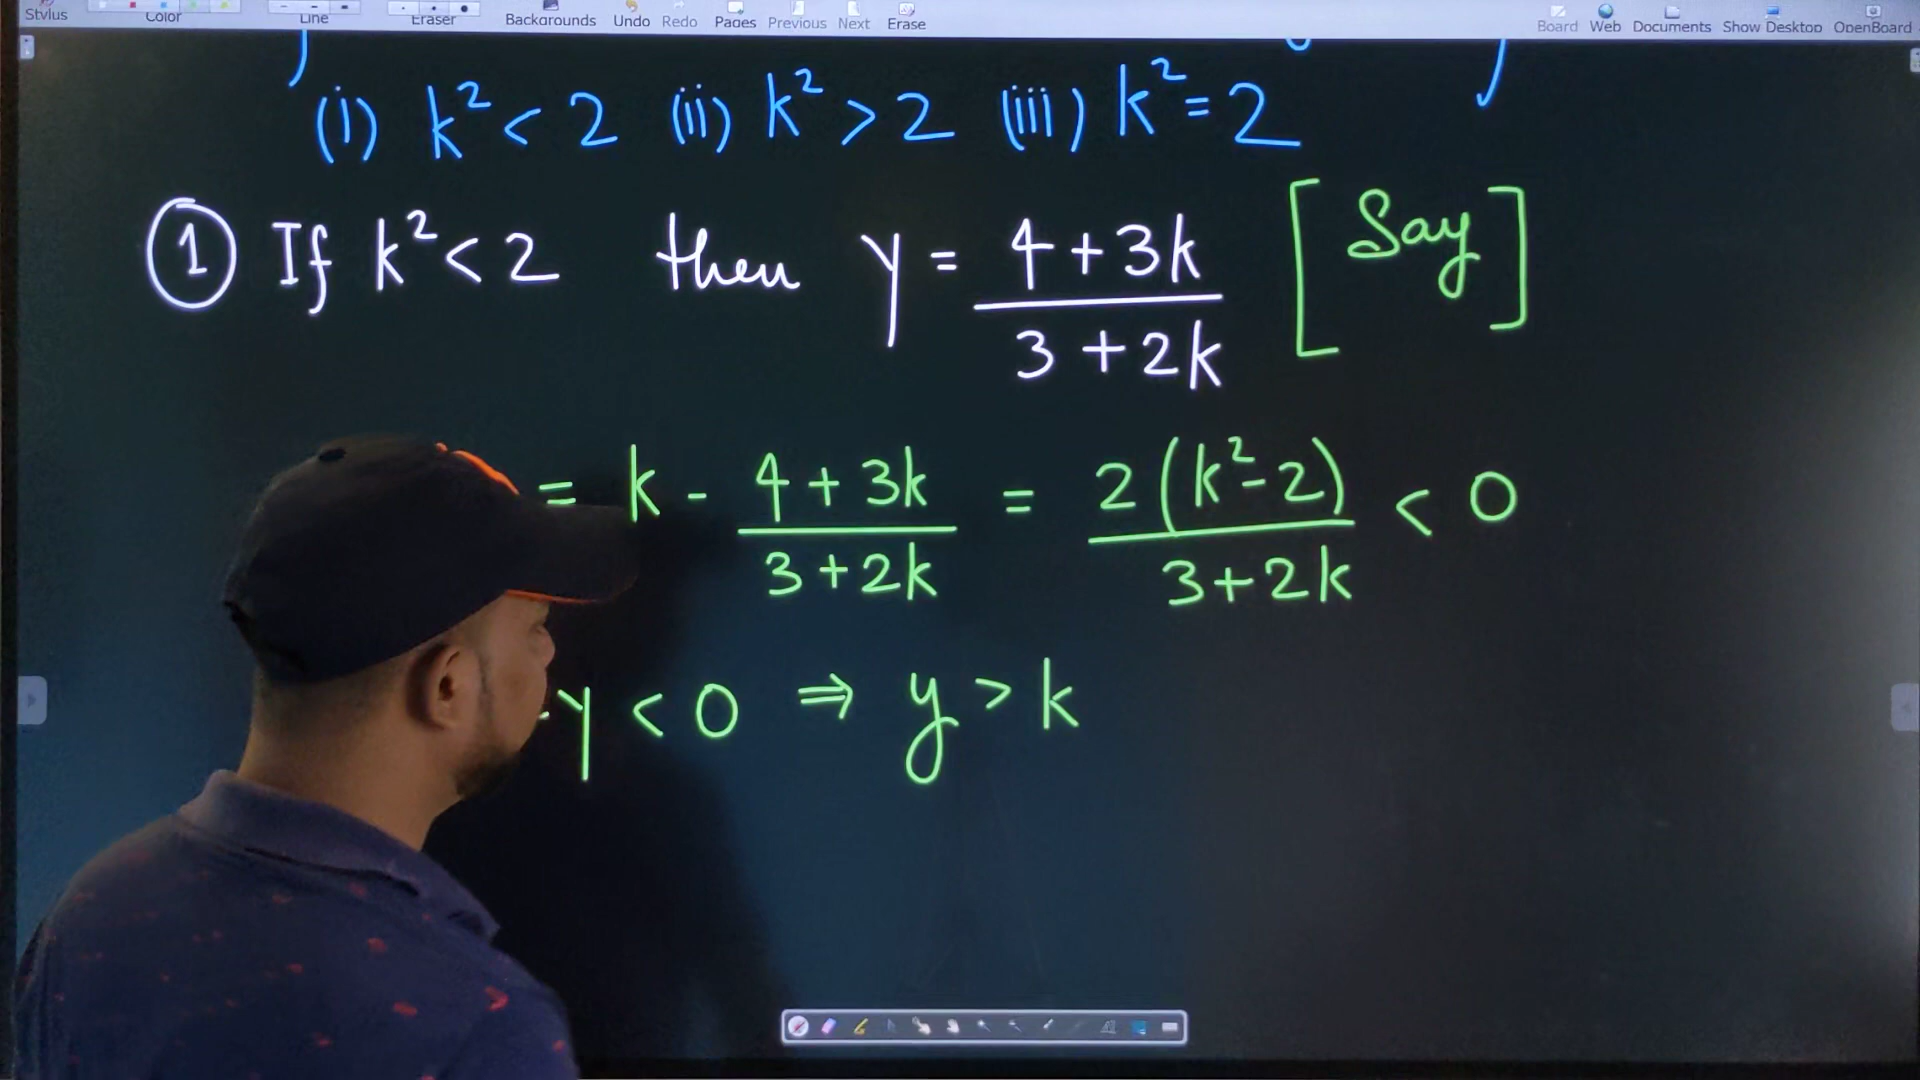 Stylus Color Line Eraser Backgrounds Undo Redo Pages Previous Next Erase Board Web Documents Show Desktop OpenBoard
(i) k² < 2 (ii) k² > 2 (iii) k² = 2
① If k² < 2 then y = (4+3k)/(3+2k) [Say]
= k - (4+3k)/(3+2k) = 2(k²-2)/(3+2k) < 0
-y < 0 ⇒ y > k